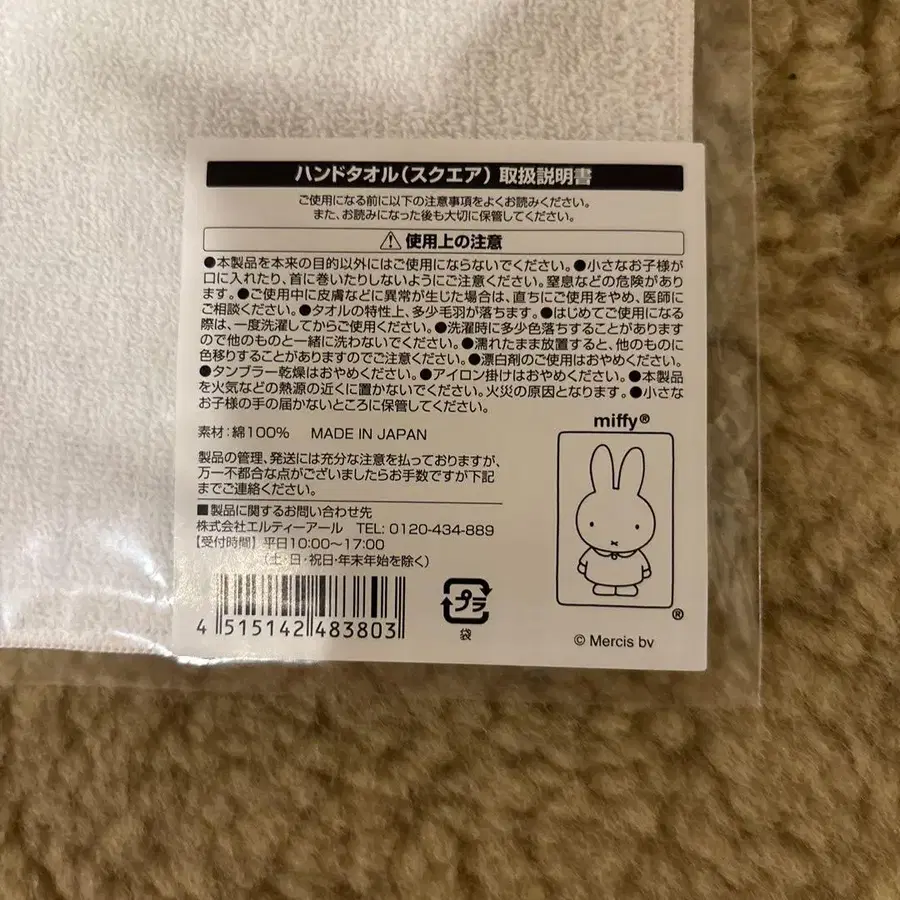 ハンドタオル(スクエア)取扱説明書
ご使用になる前に以下の注意事項をよくお読みください。
また、お読みになった後も大切に保管してください。
使用上の注意
●本製品を本来の目的以外にはご使用にならないでください。●小さなお子様が
口に入れたり、首に巻いたりしないようにご注意ください。窒息などの危険があり
ます。●ご使用中に皮膚などに異常が生じた場合は、直ちにご使用をやめ、医師に
ご相談ください。●タオルの特性上、多少毛羽が落ちます。●はじめてご使用になる
際は、一度洗濯してからご使用ください。●洗濯時に多少色落ちすることがあります
ので他のものと一緒に洗わないでください。●濡れたまま放置すると、他のものに
色移りすることがありますのでご注意ください。●漂白剤のご使用はおやめください。
●タンブラー乾燥はおやめください。●アイロン掛けはおやめください。●本製品
を火気などの熱源の近くに置かないでください。火災の原因となります。●小さな
お子様の手の届かないところに保管してください。
素材:綿100% MADE IN JAPAN
製品の管理、発送には充分な注意を払っておりますが、
万一不都合な点がございましたらお手数ですが下記
までご連絡ください。
■製品に関するお問い合わせ先
株式会社エルティーアール TEL: 0120-434-889
【受付時間】平日10:00〜17:00
(土・日・祝日・年末年始を除く)
4 515142 483803
プラ
袋
miffy®
®
© Mercis bv